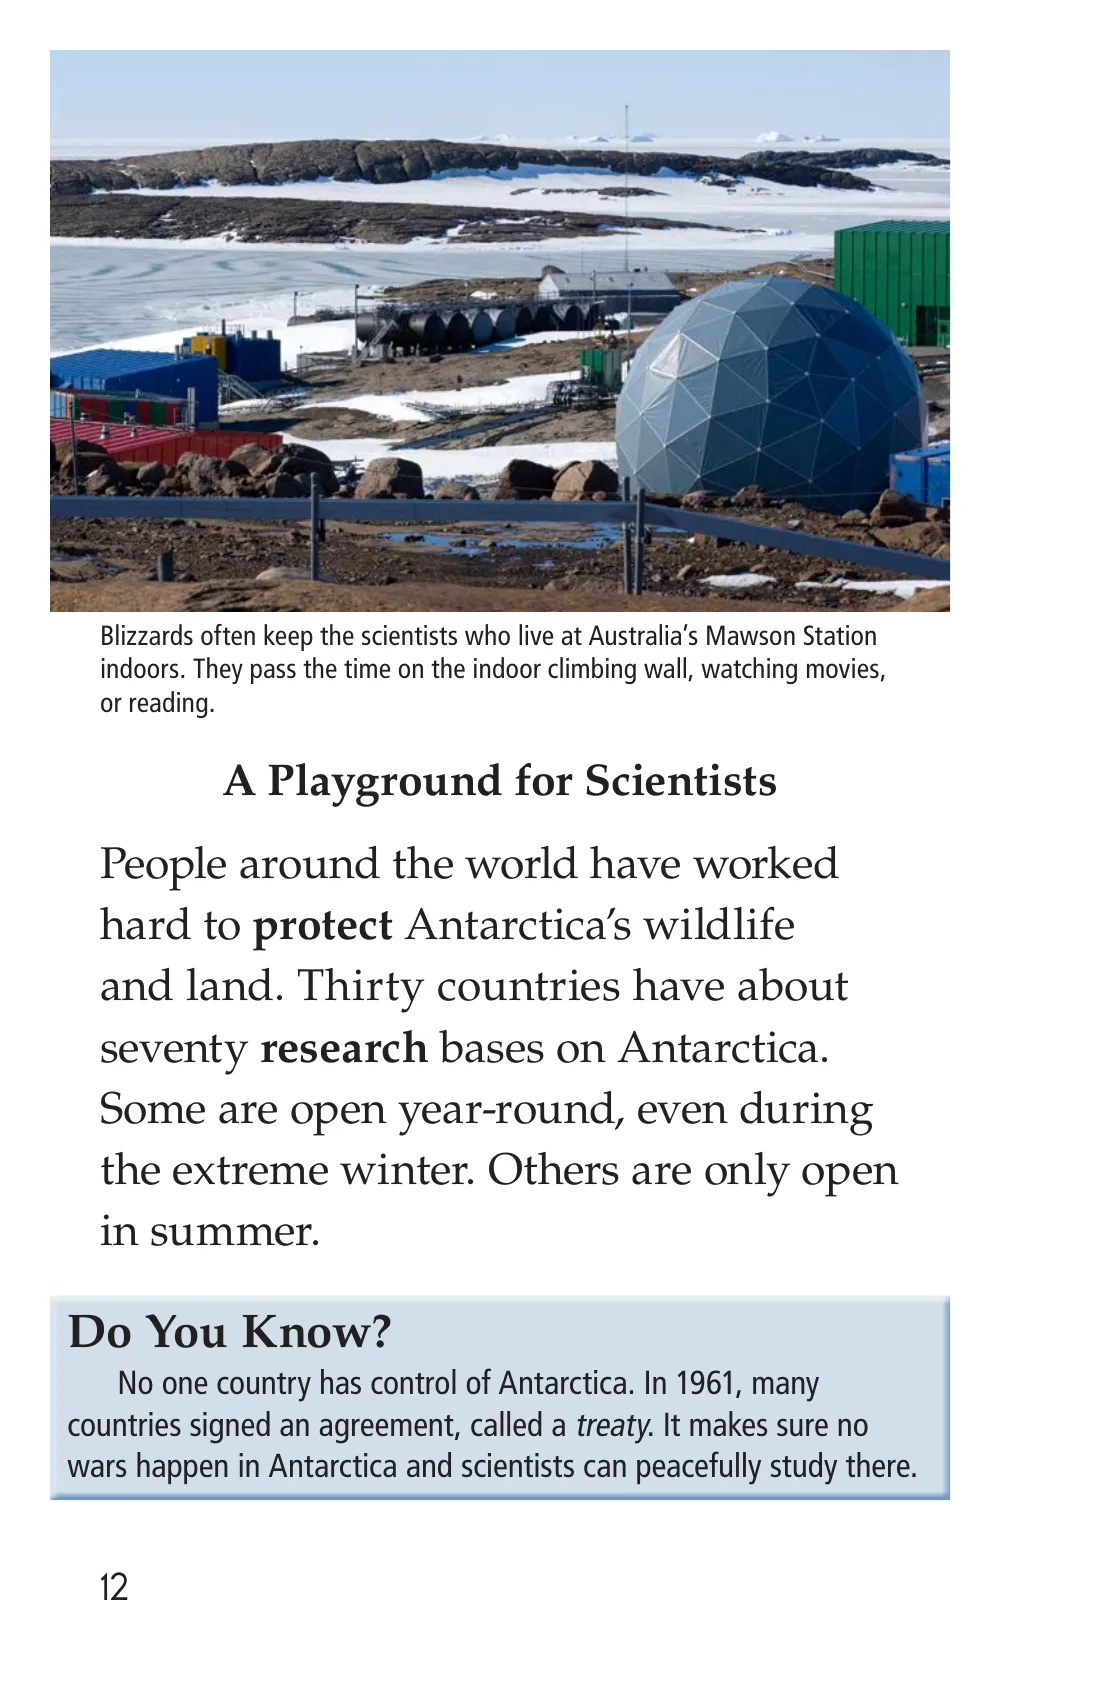 Blizzards often keep the scientists who live at Australia's Mawson Station
indoors. They pass the time on the indoor climbing wall, watching movies,
or reading.
A Playground for Scientists
People around the world have worked
hard to protect Antarctica's wildlife
and land. Thirty countries have about
seventy research bases on Antarctica.
Some are open year-round, even during
the extreme winter. Others are only open
in summer.
Do You Know?
No one country has control of Antarctica. In 1961, many
countries signed an agreement, called a treaty. It makes sure no
wars happen in Antarctica and scientists can peacefully study there.
12